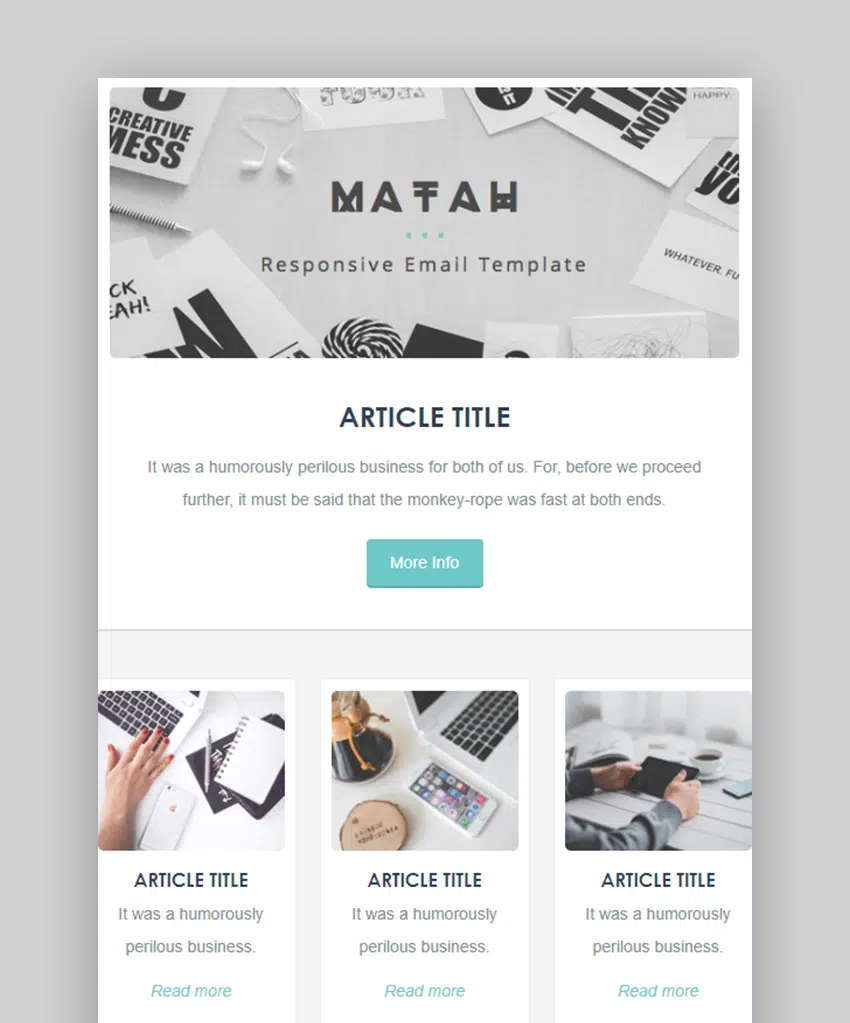 CREATIVE
MESS
KNOW
HAPPY.
WHATEVER. FU
MATAH
Responsive Email Template
ARTICLE TITLE
It was a humorously perilous business for both of us. For, before we proceed
further, it must be said that the monkey-rope was fast at both ends.
More Info
ARTICLE TITLE
It was a humorously
perilous business.
Read more
ARTICLE TITLE
It was a humorously
perilous business.
Read more
ARTICLE TITLE
It was a humorously
perilous business.
Read more